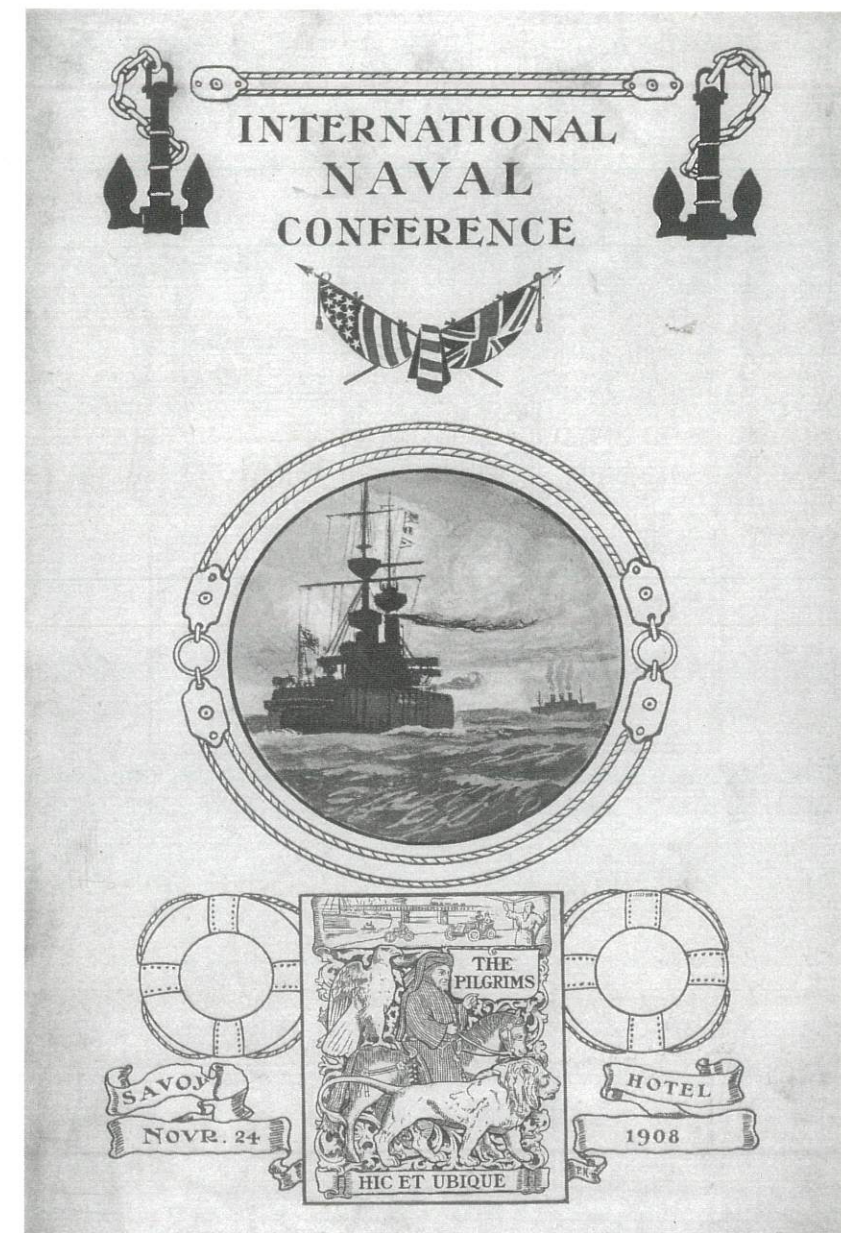 INTERNATIONAL
NAVAL
CONFERENCE
THE
PILGRIMS
SAVOY
HOTEL
NOVR. 24
1908
HIC ET UBIQUE